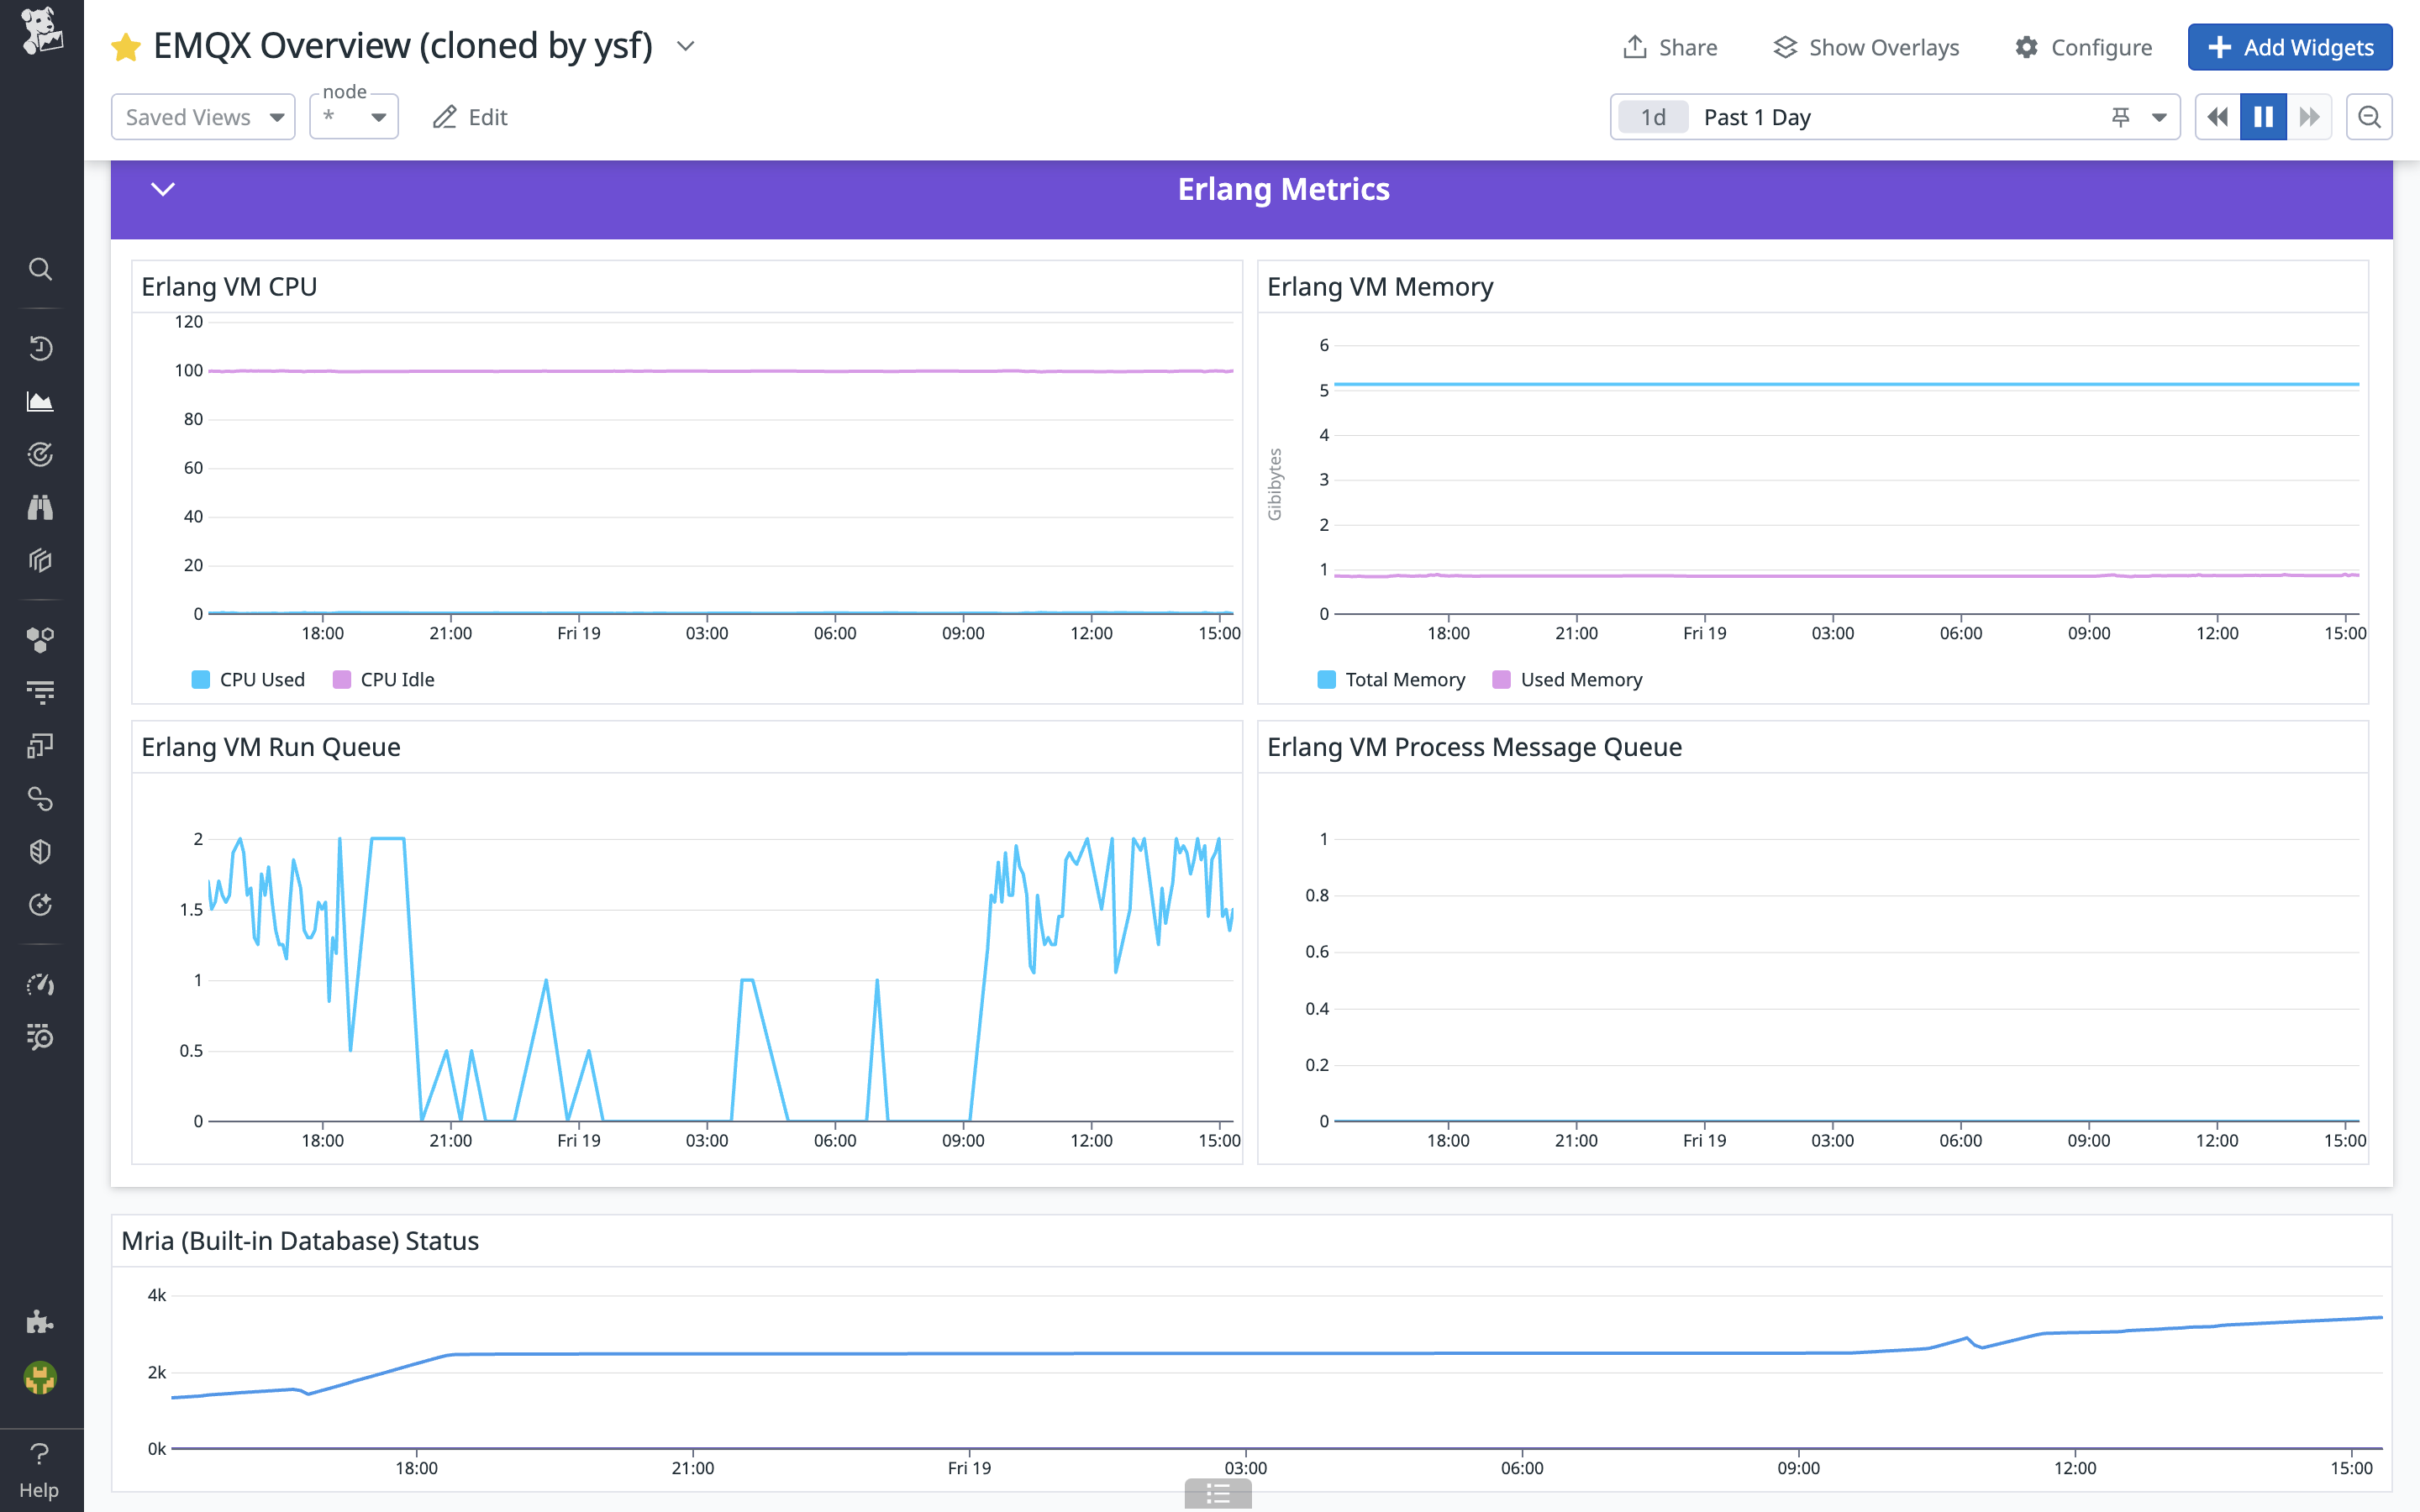 EMQX Overview (cloned by ysf)
Share
Show Overlays
Configure
Add Widgets
Saved Views
node
*
Edit
1d
Past 1 Day
Erlang Metrics
Erlang VM CPU
120
100
80
60
40
20
0
18:00 21:00 Fri 19 03:00 06:00 09:00 12:00 15:00
CPU Used CPU Idle
Erlang VM Memory
Gibibytes
6
5
4
3
2
1
0
18:00 21:00 Fri 19 03:00 06:00 09:00 12:00 15:00
Total Memory Used Memory
Erlang VM Run Queue
2
1.5
1
0.5
0
18:00 21:00 Fri 19 03:00 06:00 09:00 12:00 15:00
Erlang VM Process Message Queue
1
0.8
0.6
0.4
0.2
0
18:00 21:00 Fri 19 03:00 06:00 09:00 12:00 15:00
Mria (Built-in Database) Status
4k
2k
0k
18:00 21:00 Fri 19 03:00 06:00 09:00 12:00 15:00
Help